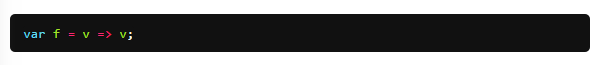 var f = v => v;